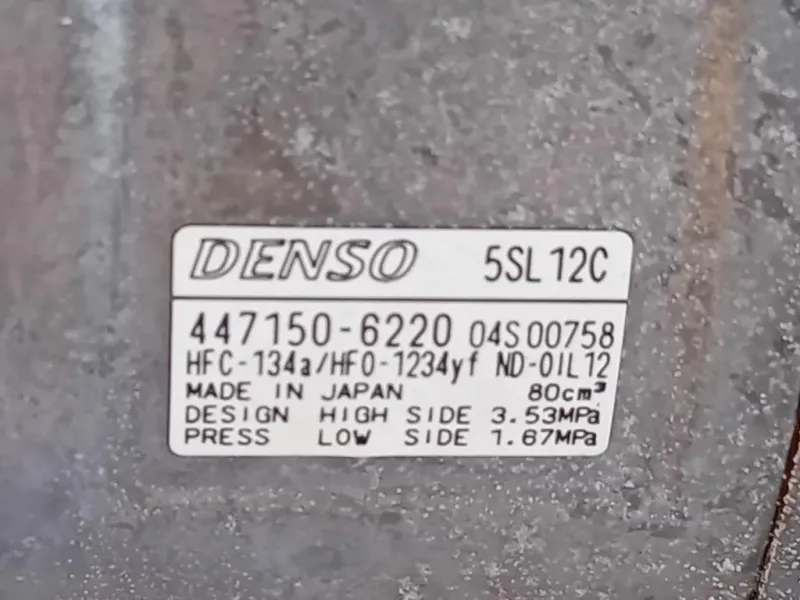 DENSO 5SL12C
447150-6220 04S00758
HFC-134a/HFO-1234yf ND-OIL12
MADE IN JAPAN 80cm³
DESIGN HIGH SIDE 3.53MPa
PRESS LOW SIDE 1.67MPa